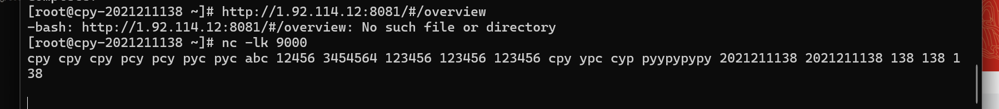 [root@cpy-2021211138 ~]# http://1.92.114.12:8081/#/overview
-bash: http://1.92.114.12:8081/#/overview: No such file or directory
[root@cpy-2021211138 ~]# nc -lk 9000
cpy cpy cpy pcy pcy pyc pyc abc 12456 3454564 123456 123456 123456 cpy ypc cyp pyypypypy 2021211138 2021211138 138 138 1
38